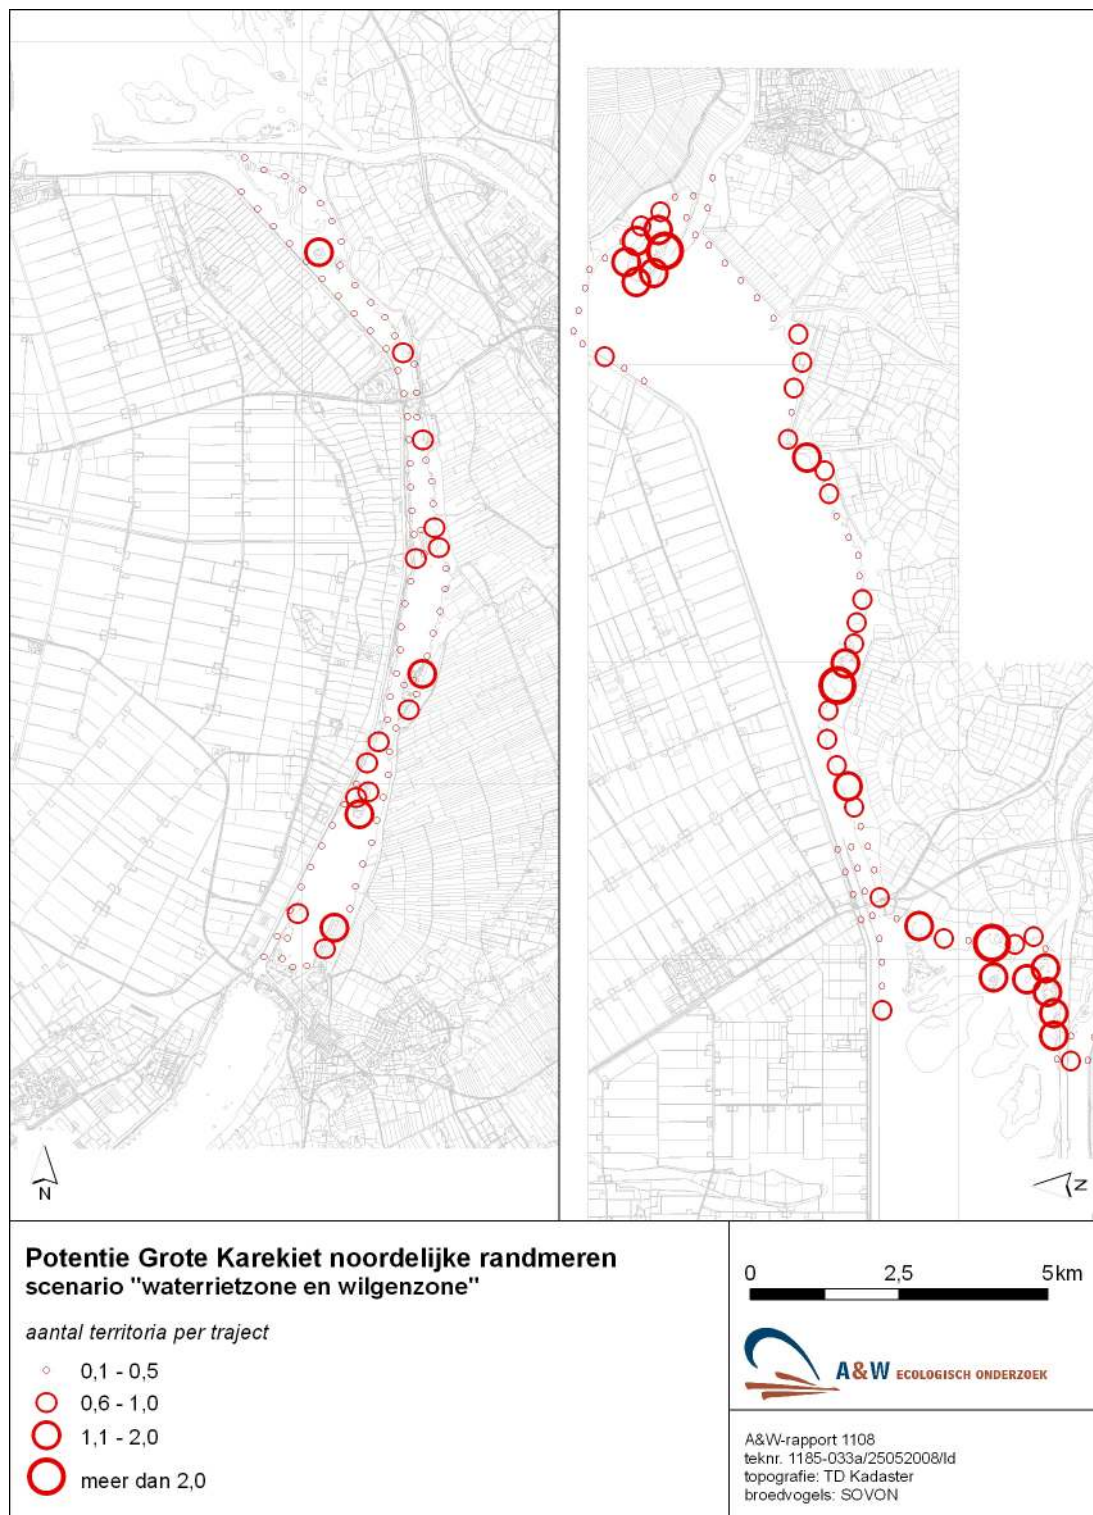 N
N
Potentie Grote Karekiet noordelijke randmeren
scenario "waterrietzone en wilgenzone"
aantal territoria per traject
0,1 - 0,5
0,6 - 1,0
1,1 - 2,0
meer dan 2,0
0 2,5 5km
A&W ECOLOGISCH ONDERZOEK
A&W-rapport 1108
teknr. 1185-033a/25052008/ld
topografie: TD Kadaster
broedvogels: SOVON